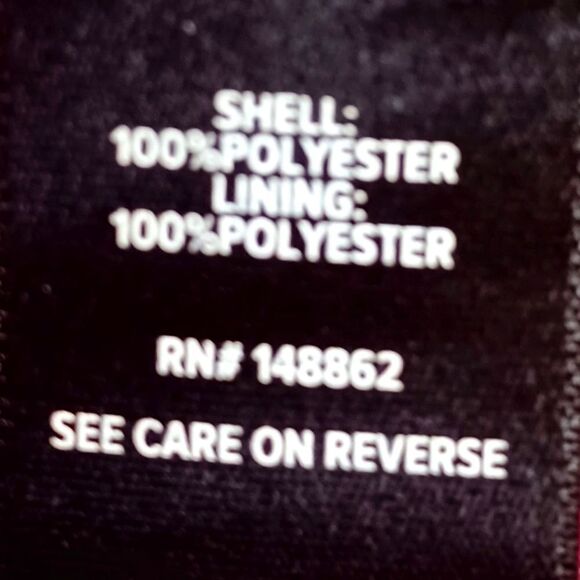 SHELL:
100%POLYESTER
LINING:
100%POLYESTER
RN# 148862
SEE CARE ON REVERSE